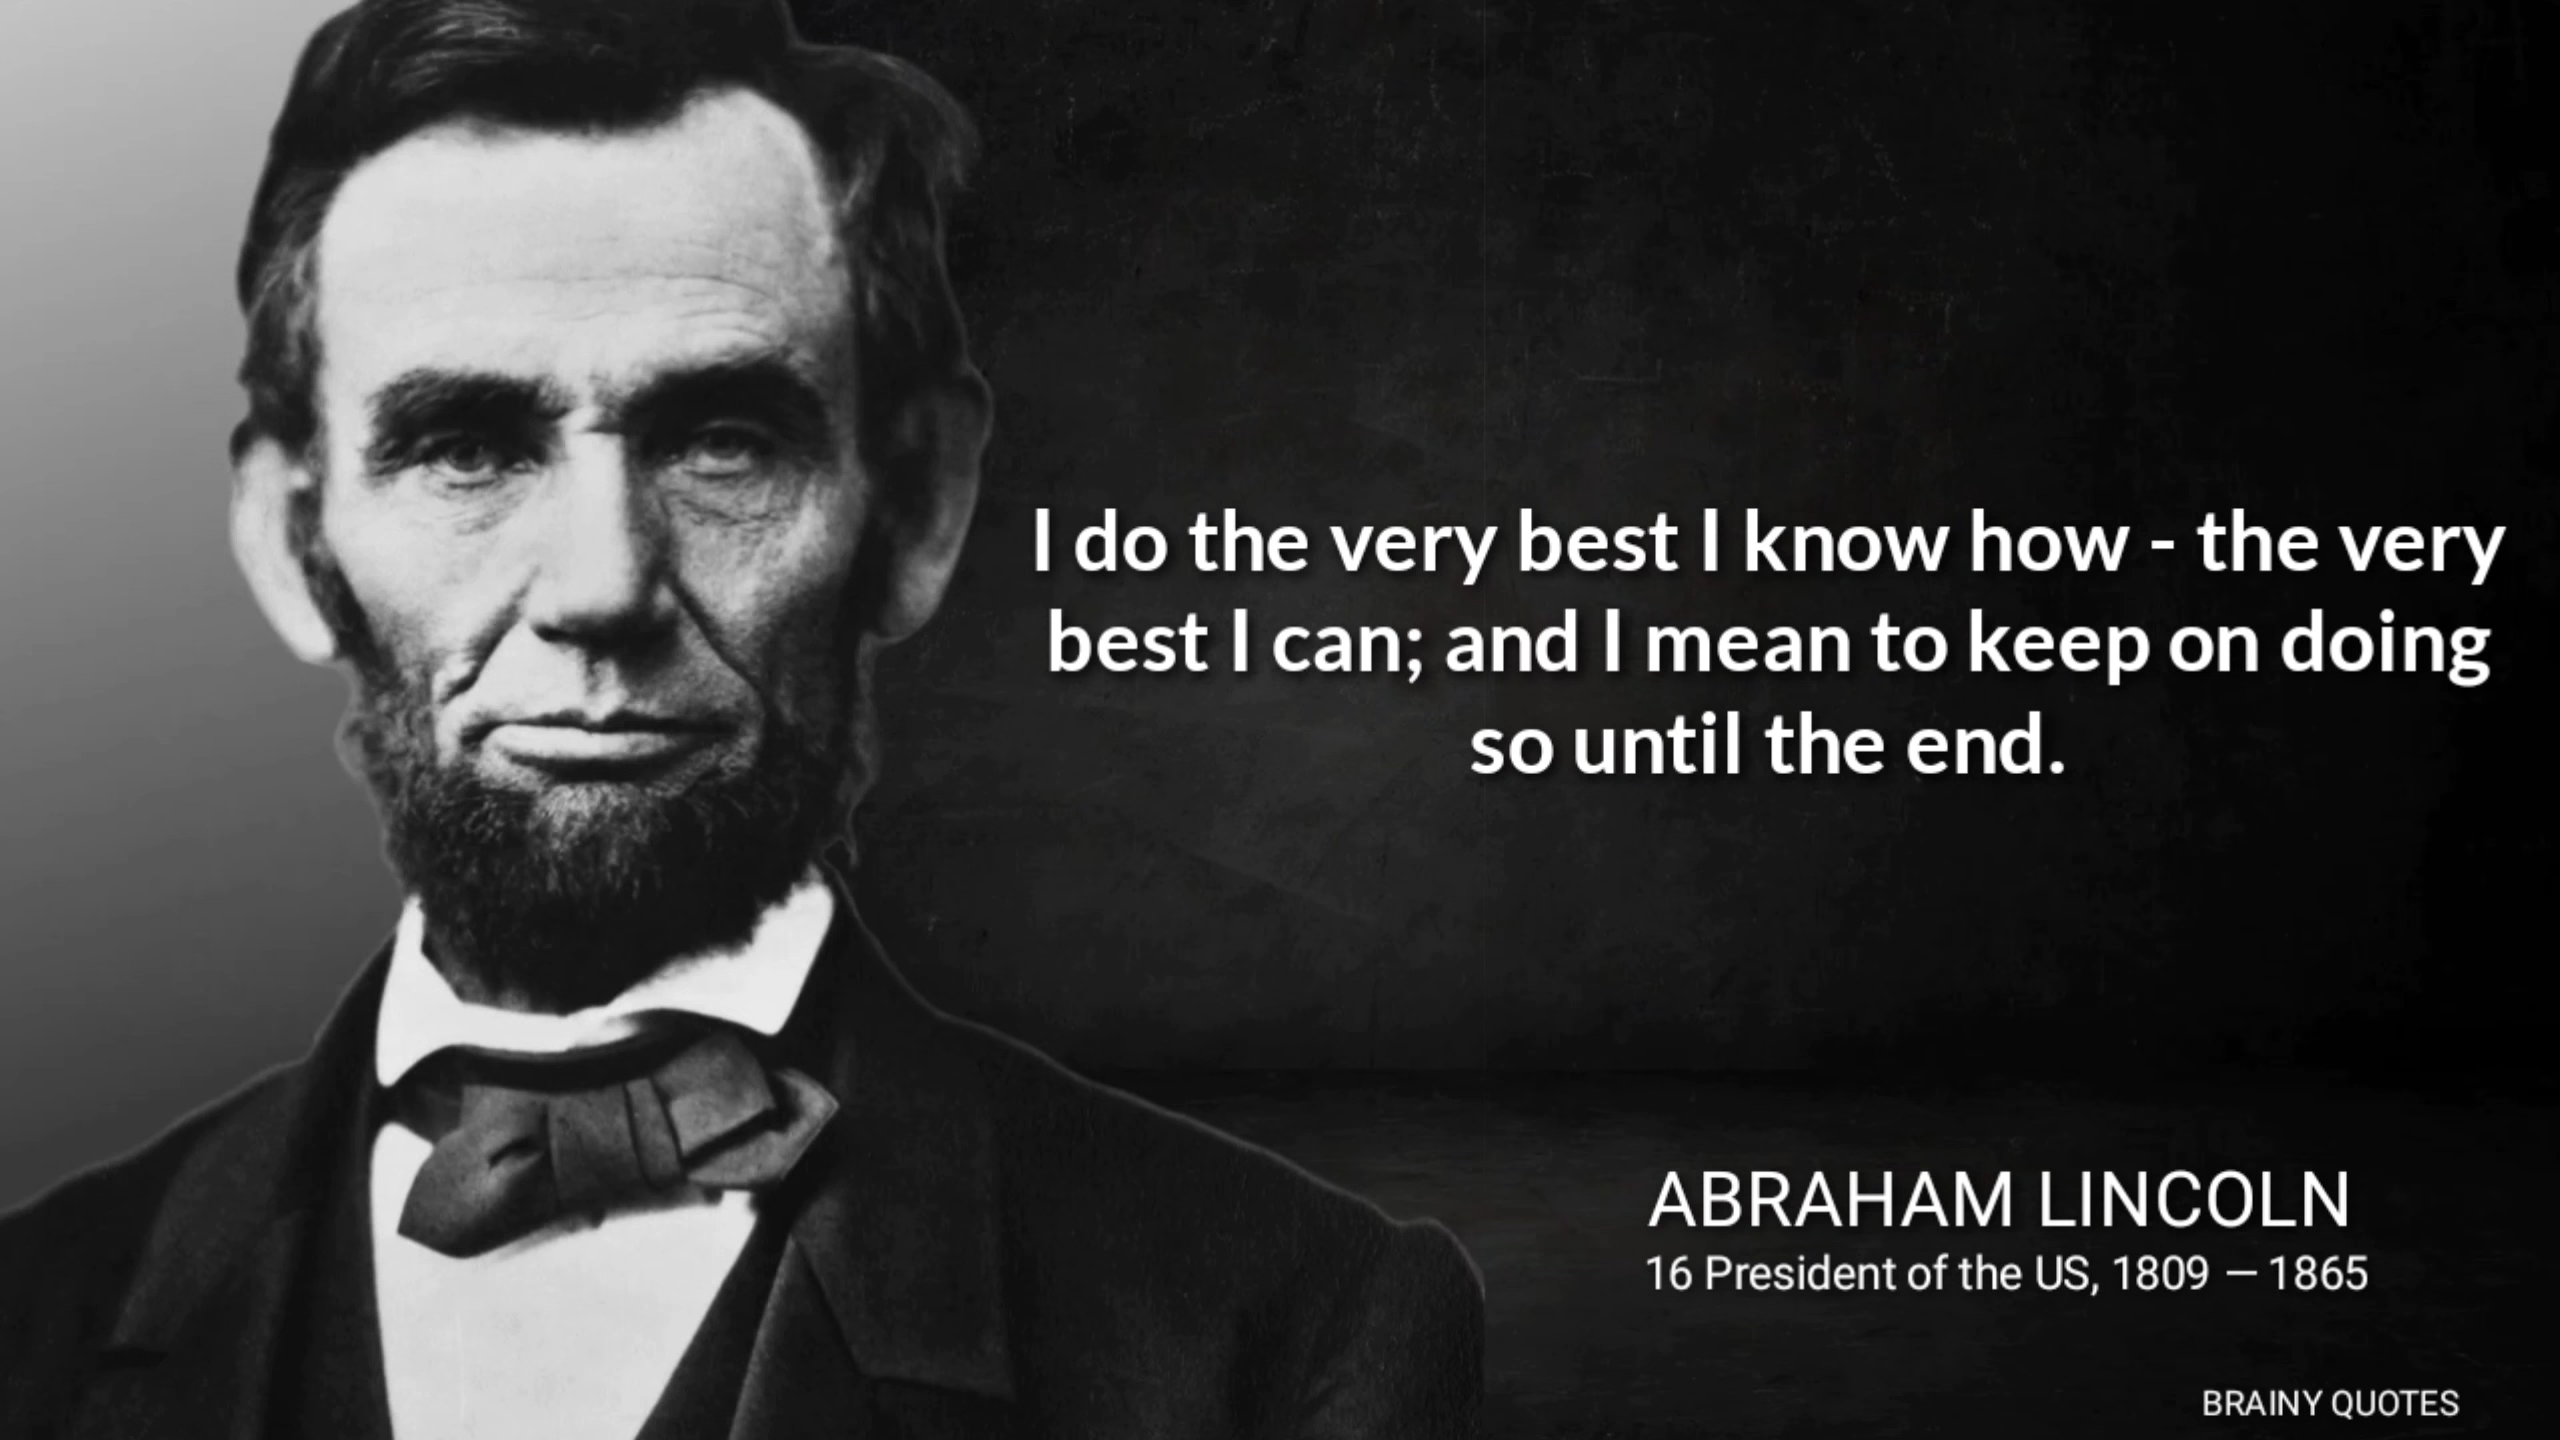 I do the very best I know how - the very
best I can; and I mean to keep on doing
so until the end.
ABRAHAM LINCOLN
16 President of the US, 1809 — 1865
BRAINY QUOTES